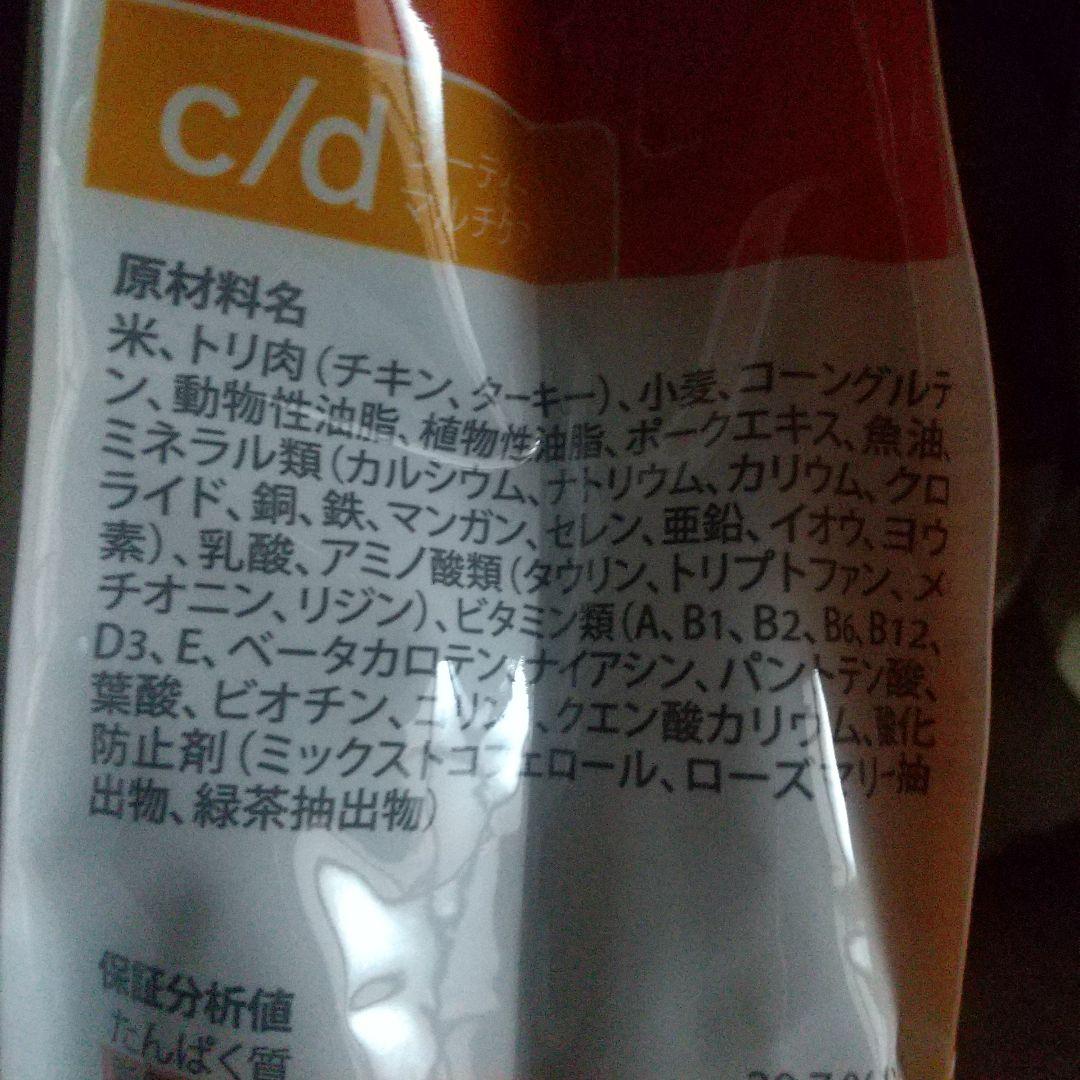 c/d
マルチケア
原材料名
米、トリ肉（チキン、ターキー）、小麦、コーングルテ
ン、動物性油脂、植物性油脂、ポークエキス、魚油、
ミネラル類（カルシウム、ナトリウム、カリウム、クロ
ライド、銅、鉄、マンガン、セレン、亜鉛、イオウ、ヨウ
素）、乳酸、アミノ酸類（タウリン、トリプトファン、メ
チオニン、リジン）、ビタミン類（A、B1、B2、B6、B12、
D3、E、ベータカロテン、ナイアシン、パントテン酸、
葉酸、ビオチン、コリン）、クエン酸カリウム、酸化
防止剤（ミックストコフェロール、ローズマリー抽
出物、緑茶抽出物）
保証分析値
たんぱく質